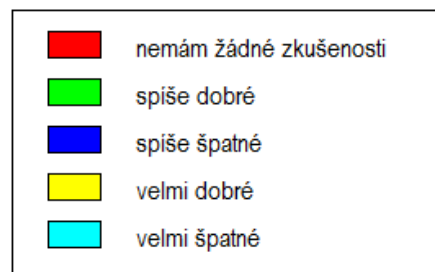 nemám žádné zkušenosti
spíše dobré
spíše špatné
velmi dobré
velmi špatné